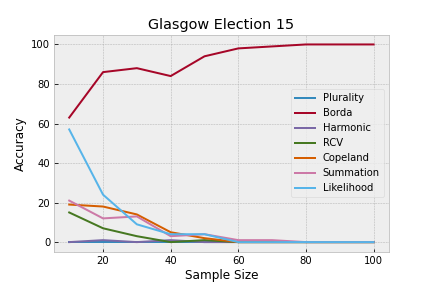 Glasgow Election 15
100
80
60
40
20
0
Accuracy
Plurality
Borda
Harmonic
RCV
Copeland
Summation
Likelihood
20 40 60 80 100
Sample Size